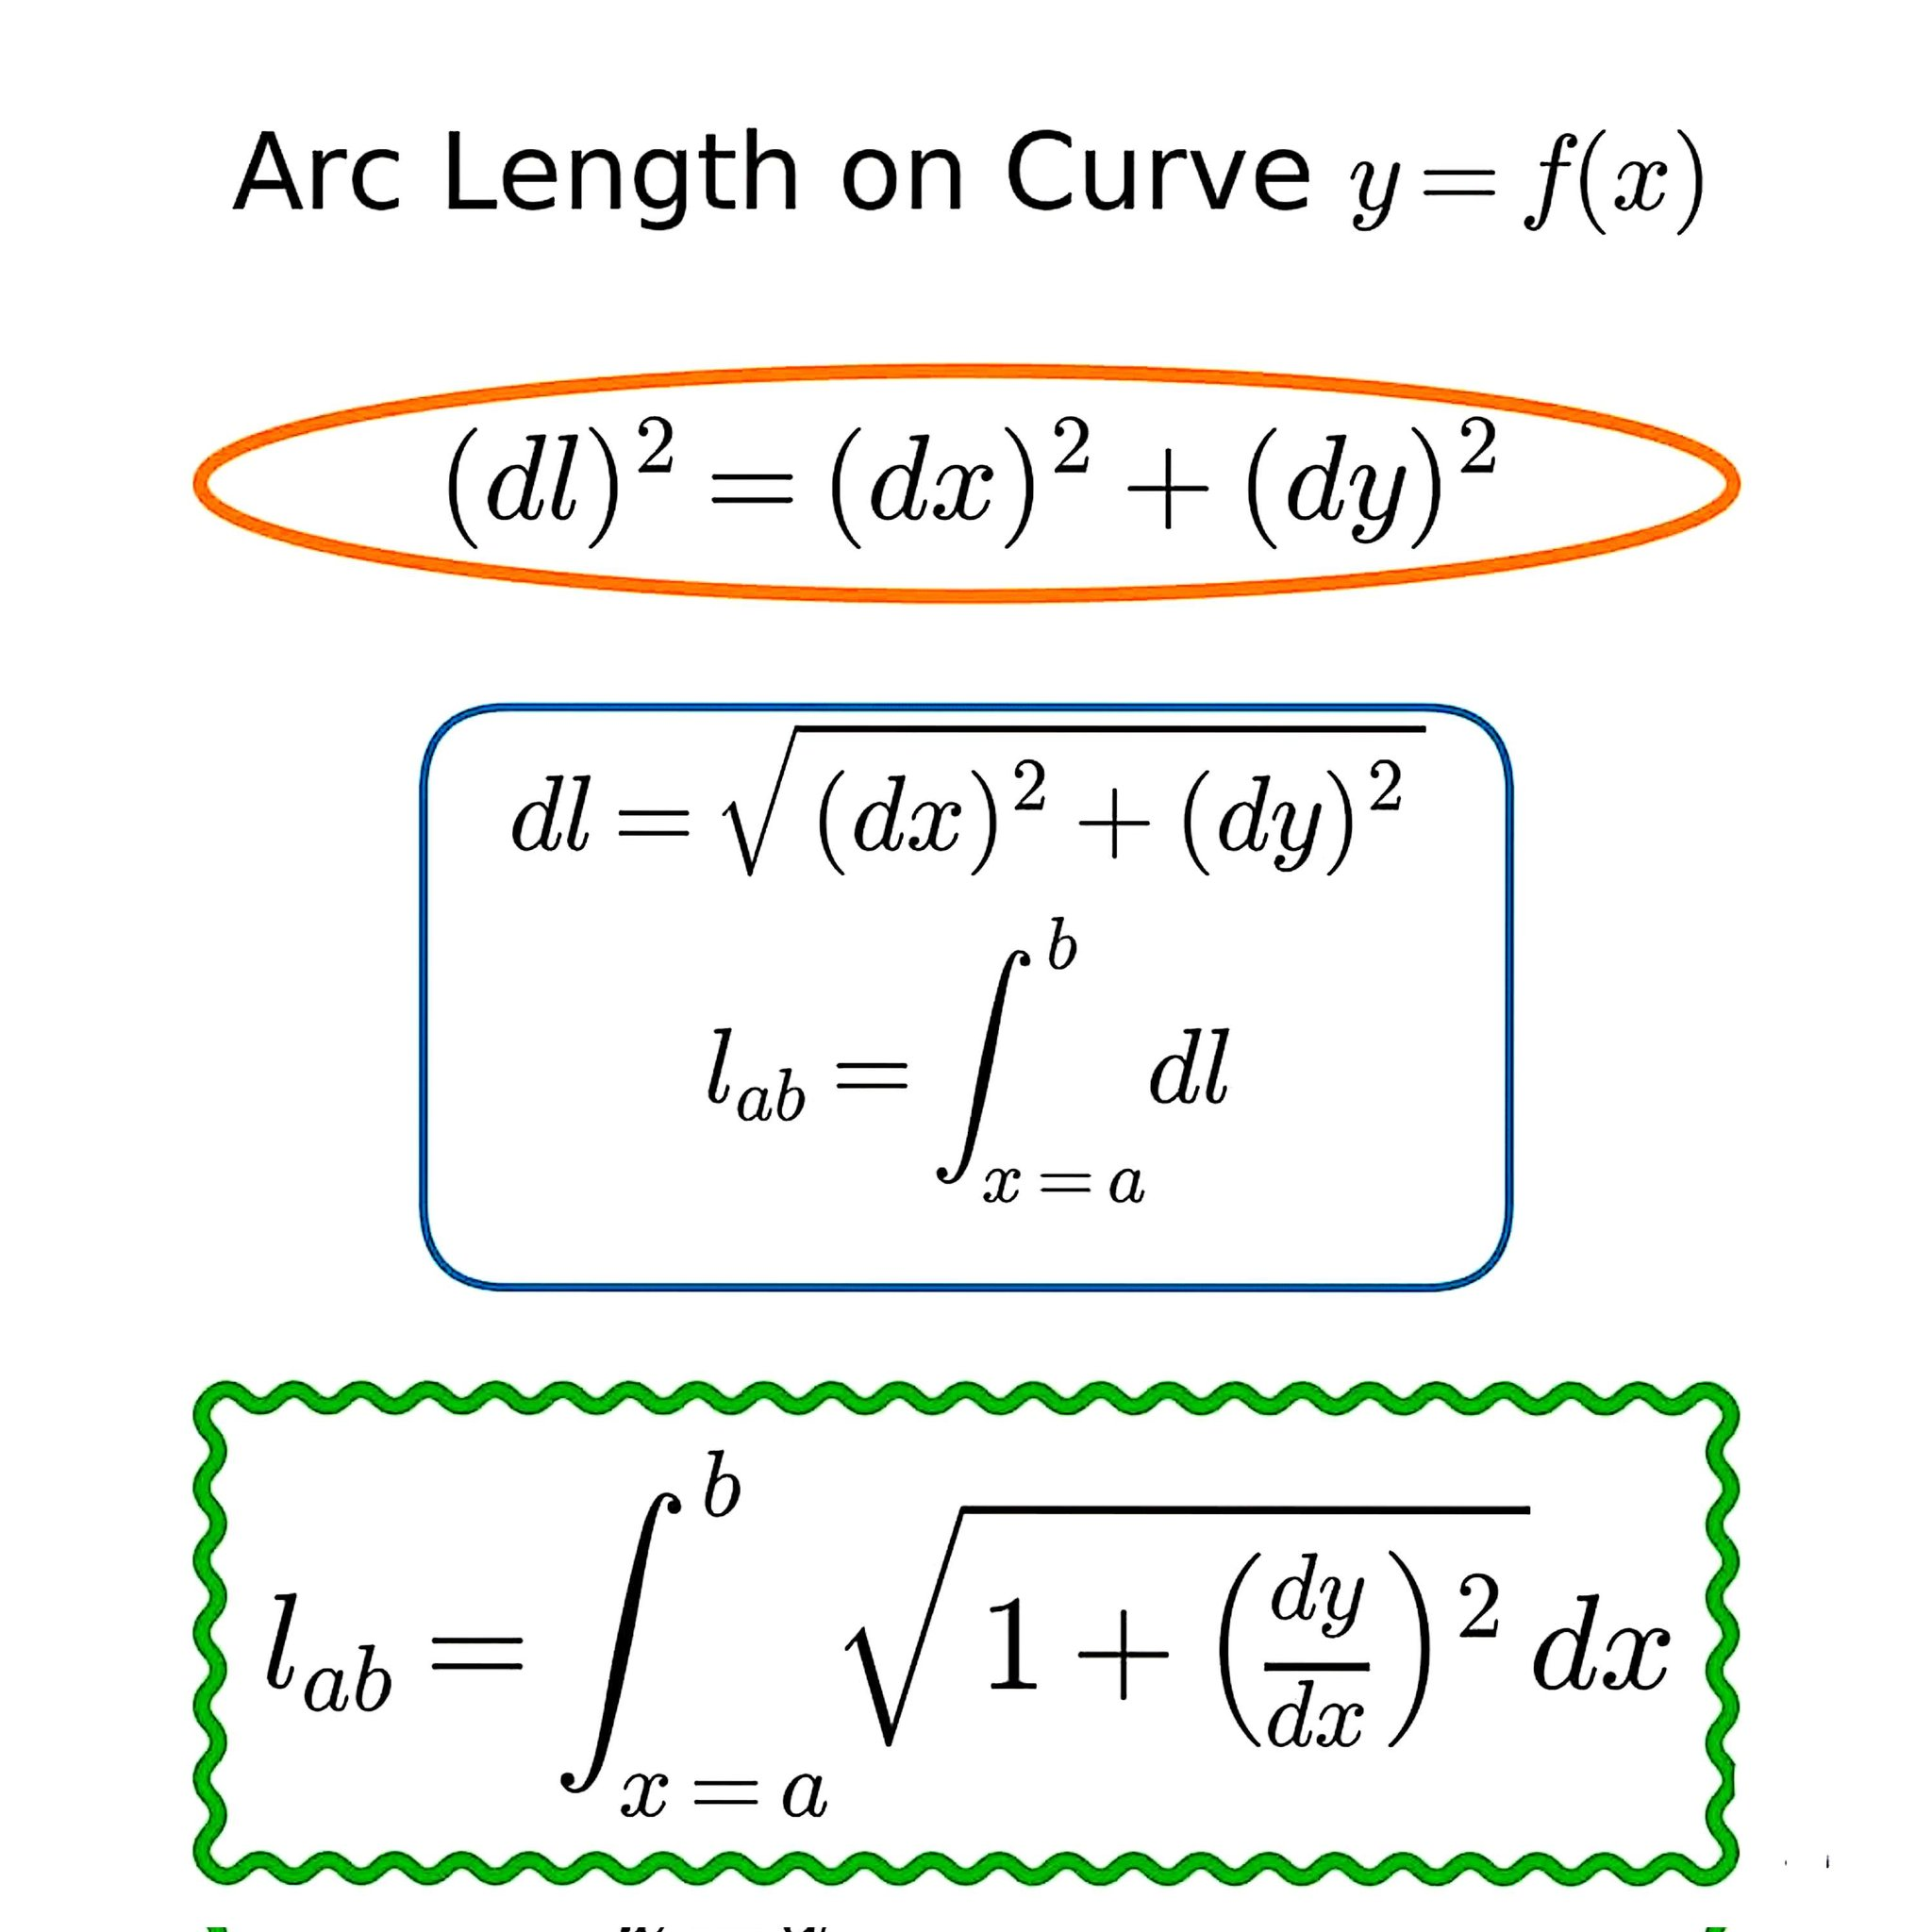 Arc Length on Curve y = f(x)
(dl)² = (dx)² + (dy)²
dl = √((dx)² + (dy)²)
l_ab = ∫_{x=a}^{b} dl
l_ab = ∫_{x=a}^{b} √(1 + (dy/dx)²) dx